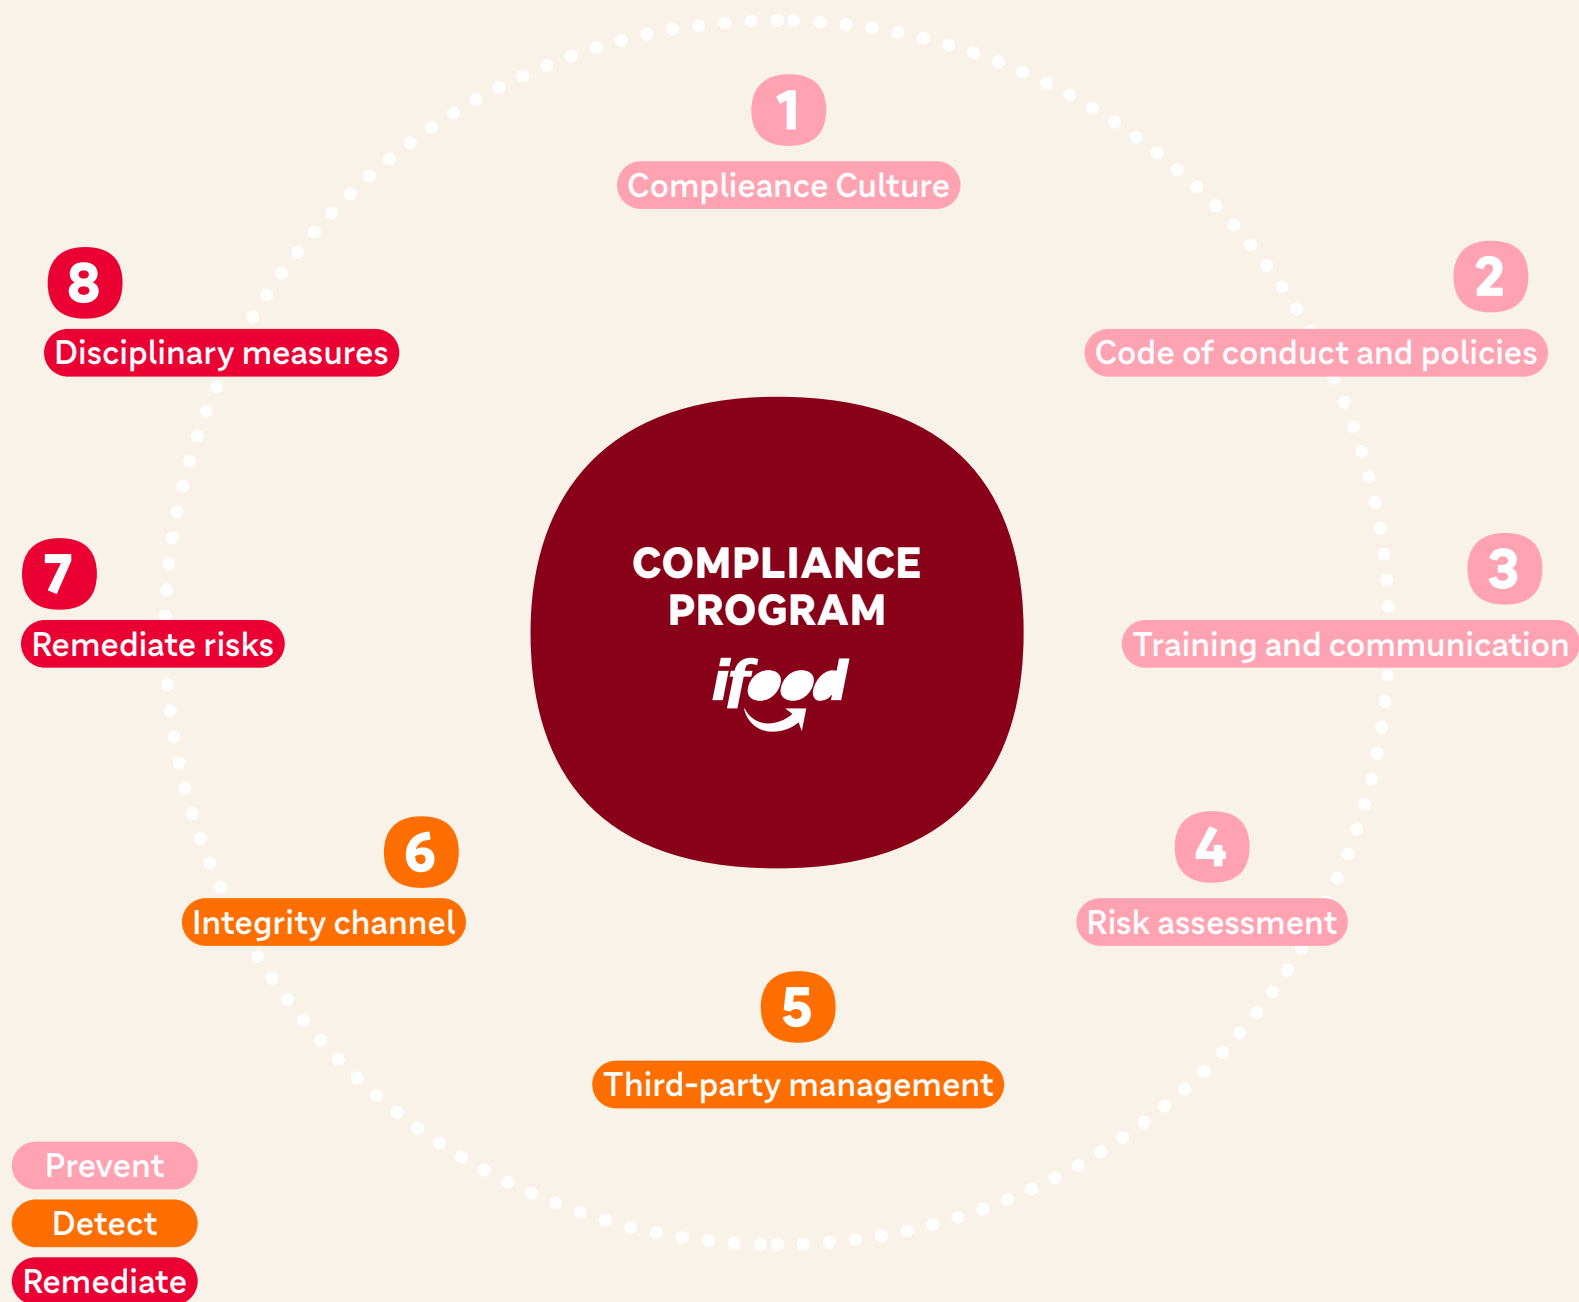 1
Complieance Culture
2
Code of conduct and policies
3
Training and communication
4
Risk assessment
5
Third-party management
6
Integrity channel
7
Remediate risks
8
Disciplinary measures
COMPLIANCE
PROGRAM
ifood
Prevent
Detect
Remediate